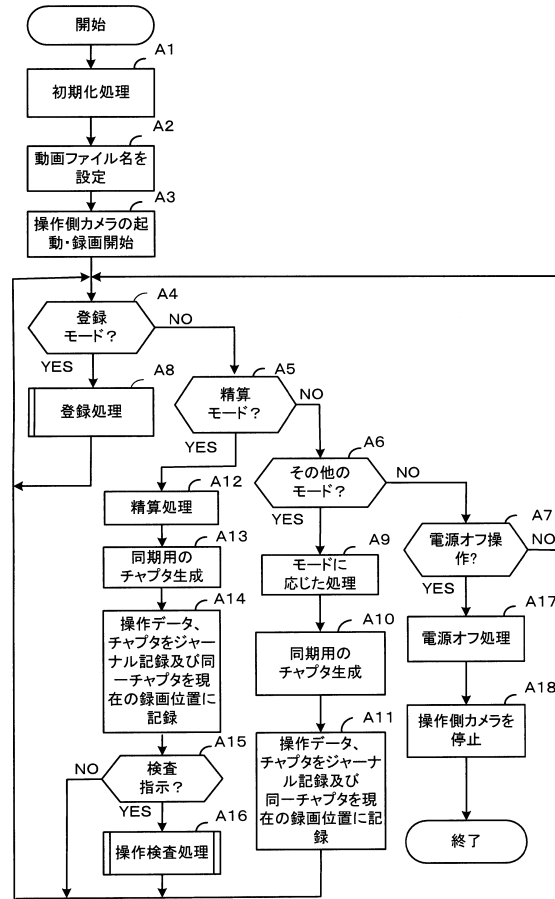 開始
A1
初期化処理
A2
動画ファイル名を
設定
A3
操作側カメラの起
動・録画開始
A4
登録
モード？
NO
YES
A8
登録処理
A5
精算
モード？
NO
YES
A6
その他の
モード？
NO
YES
A7
電源オフ操
作?
NO
YES
A12
精算処理
A13
同期用の
チャプタ生成
A14
操作データ、
チャプタをジャー
ナル記録及び同
一チャプタを現
在の録画位置に
記録
A15
検査
指示？
NO
YES
A16
操作検査処理
A9
モードに
応じた処理
A10
同期用の
チャプタ生成
A11
操作データ、
チャプタをジャーナ
ル記録及び
同一チャプタを現
在の録画位置に記
録
A17
電源オフ処理
A18
操作側カメラを
停止
終了